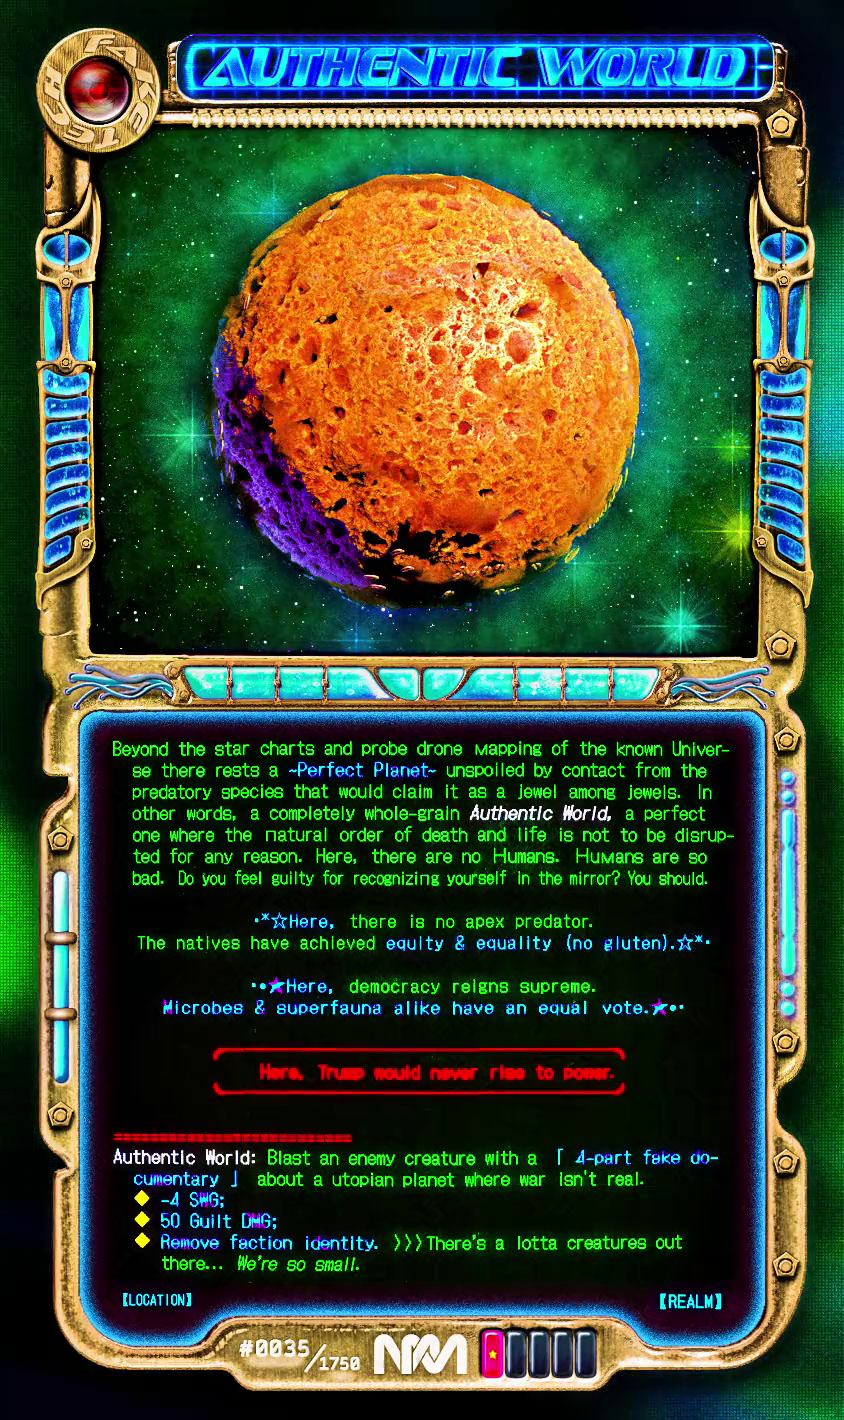 FAKE TECH
AUTHENTIC WORLD
Beyond the star charts and probe drone mapping of the known Univer-
se there rests a ~Perfect Planet~ unspoiled by contact from the
predatory species that would claim it as a jewel among jewels. In
other words, a completely whole-grain Authentic World, a perfect
one where the natural order of death and life is not to be disrup-
ted for any reason. Here, there are no Humans. Humans are so
bad. Do you feel guilty for recognizing yourself in the mirror? You should.
·*☆Here, there is no apex predator.
The natives have achieved equity & equality (no gluten).☆*·
·•★Here, democracy reigns supreme.
Microbes & superfauna alike have an equal vote.★•·
Here, Trump would never rise to power.
==========================
Authentic World: Blast an enemy creature with a 「 4-part fake do-
cumentary 」 about a utopian planet where war isn't real.
◆ -4 SWG;
◆ 50 Guilt DMG;
◆ Remove faction identity. 〉〉〉There's a lotta creatures out
there... We're so small.
【LOCATION】 【REALM】
#0035/1750 NPM